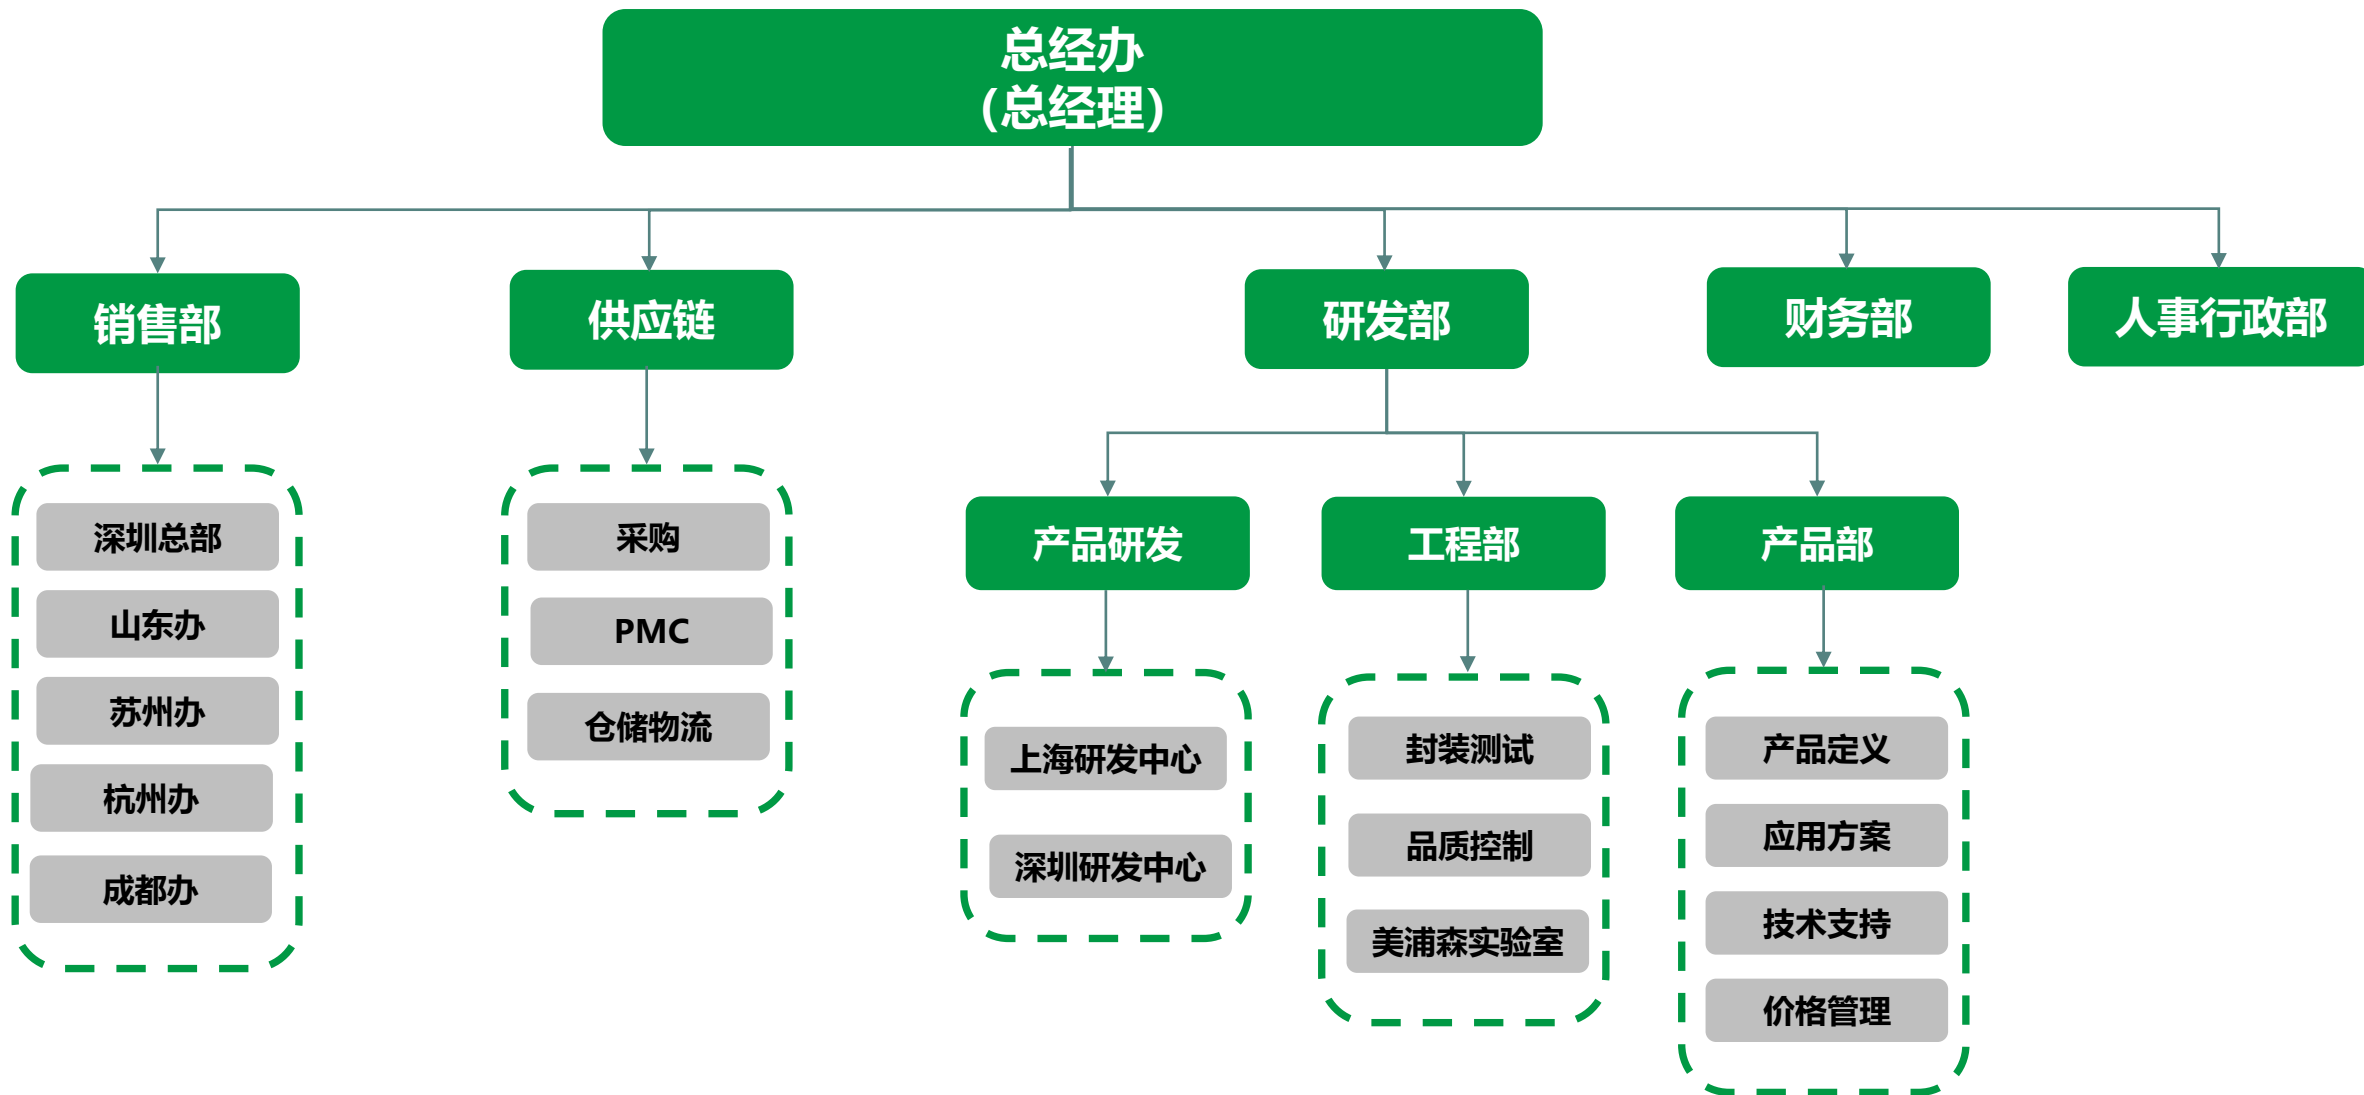 总经办
(总经理)
销售部
供应链
研发部
财务部
人事行政部
深圳总部
山东办
苏州办
杭州办
成都办
采购
PMC
仓储物流
产品研发
工程部
产品部
上海研发中心
深圳研发中心
封装测试
品质控制
美浦森实验室
产品定义
应用方案
技术支持
价格管理